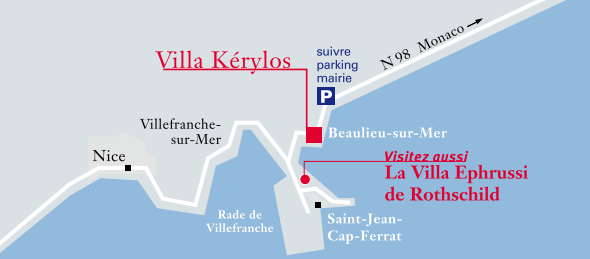 N 98 Monaco
Villa Kérylos
suivre
parking
mairie
P
Villefranche-
sur-Mer
Beaulieu-sur-Mer
Nice
Visitez aussi
La Villa Ephrussi
de Rothschild
Rade de
Villefranche
Saint-Jean-
Cap-Ferrat